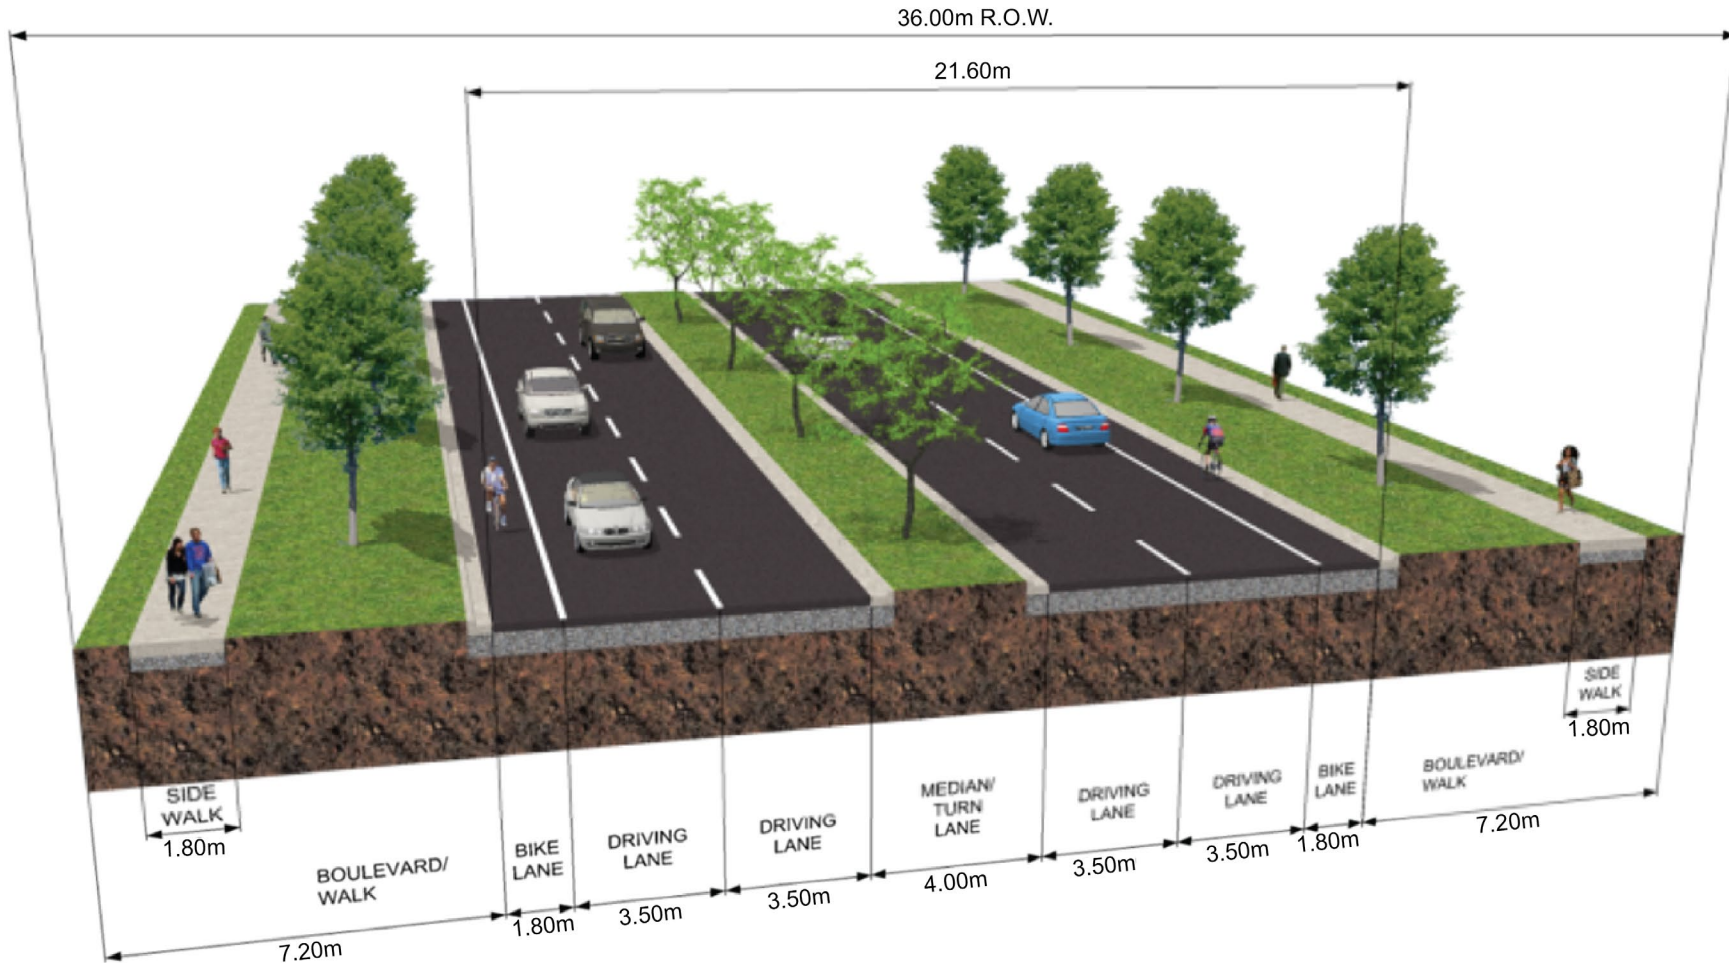 36.00m R.O.W.
21.60m
SIDE
WALK
1.80m
BOULEVARD/
WALK
7.20m
BIKE
LANE
1.80m
DRIVING
LANE
3.50m
DRIVING
LANE
3.50m
MEDIAN/
TURN
LANE
4.00m
DRIVING
LANE
3.50m
DRIVING
LANE
3.50m
BIKE
LANE
1.80m
BOULEVARD/
WALK
7.20m
SIDE
WALK
1.80m